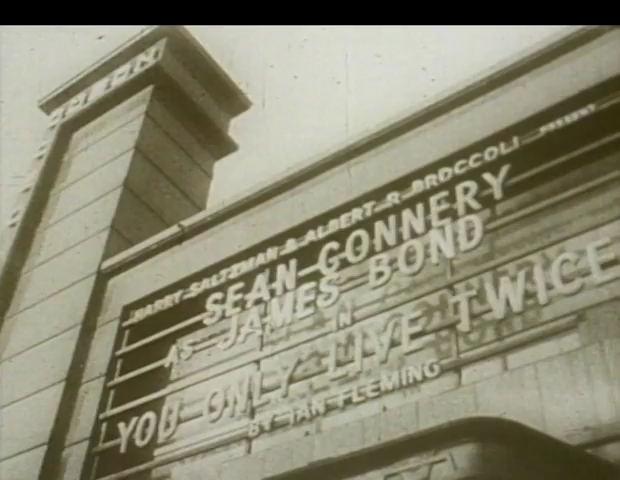 HARRY SALTZMAN & ALBERT R BROCCOLI PRESENT
SEAN CONNERY
AS JAMES BOND
IN
YOU ONLY LIVE TWICE
BY IAN FLEMING